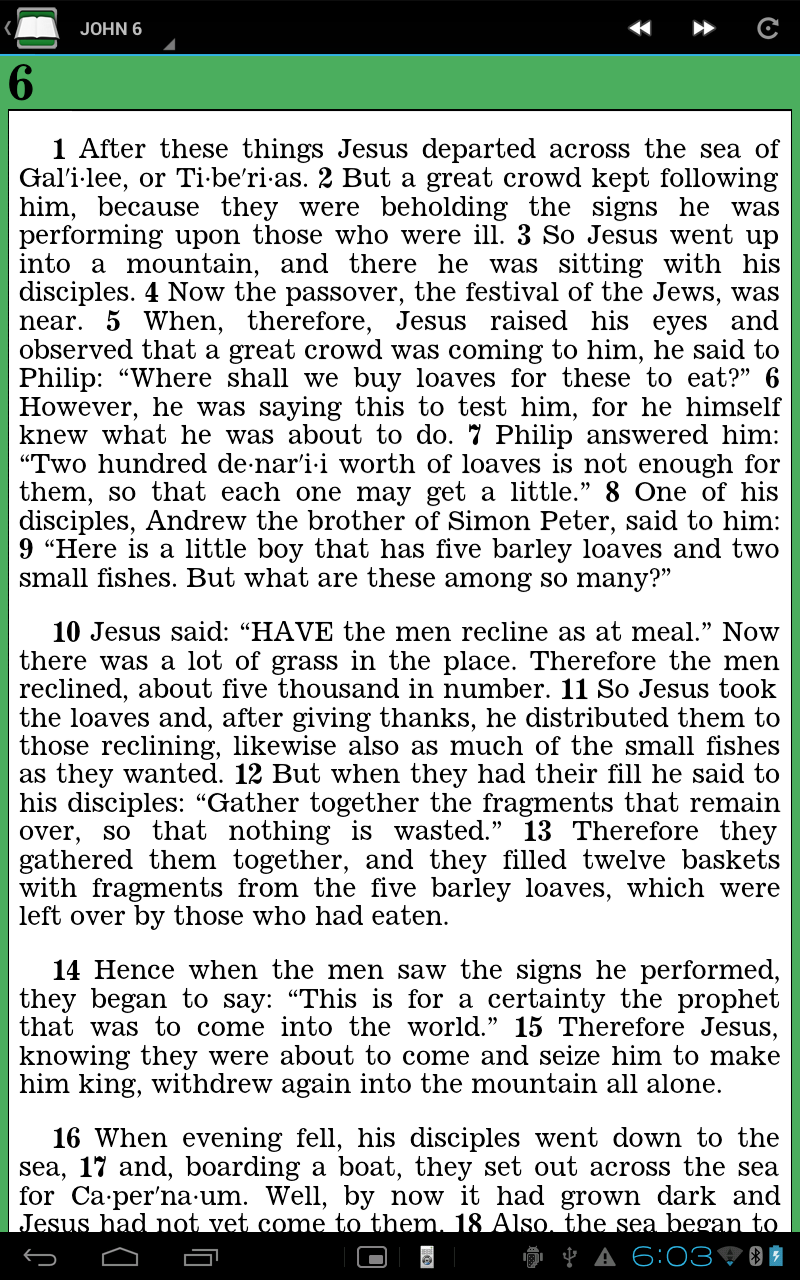 JOHN 6
6
1 After these things Jesus departed across the sea of
Gal′i·lee, or Ti·be′ri·as. 2 But a great crowd kept following
him, because they were beholding the signs he was
performing upon those who were ill. 3 So Jesus went up
into a mountain, and there he was sitting with his
disciples. 4 Now the passover, the festival of the Jews, was
near. 5 When, therefore, Jesus raised his eyes and
observed that a great crowd was coming to him, he said to
Philip: “Where shall we buy loaves for these to eat?” 6
However, he was saying this to test him, for he himself
knew what he was about to do. 7 Philip answered him:
“Two hundred de·nar′i·i worth of loaves is not enough for
them, so that each one may get a little.” 8 One of his
disciples, Andrew the brother of Simon Peter, said to him:
9 “Here is a little boy that has five barley loaves and two
small fishes. But what are these among so many?”
10 Jesus said: “HAVE the men recline as at meal.” Now
there was a lot of grass in the place. Therefore the men
reclined, about five thousand in number. 11 So Jesus took
the loaves and, after giving thanks, he distributed them to
those reclining, likewise also as much of the small fishes
as they wanted. 12 But when they had their fill he said to
his disciples: “Gather together the fragments that remain
over, so that nothing is wasted.” 13 Therefore they
gathered them together, and they filled twelve baskets
with fragments from the five barley loaves, which were
left over by those who had eaten.
14 Hence when the men saw the signs he performed,
they began to say: “This is for a certainty the prophet
that was to come into the world.” 15 Therefore Jesus,
knowing they were about to come and seize him to make
him king, withdrew again into the mountain all alone.
16 When evening fell, his disciples went down to the
sea, 17 and, boarding a boat, they set out across the sea
for Ca·per′na·um. Well, by now it had grown dark and
Jesus had not yet come to them. 18 Also, the sea began to
6:03